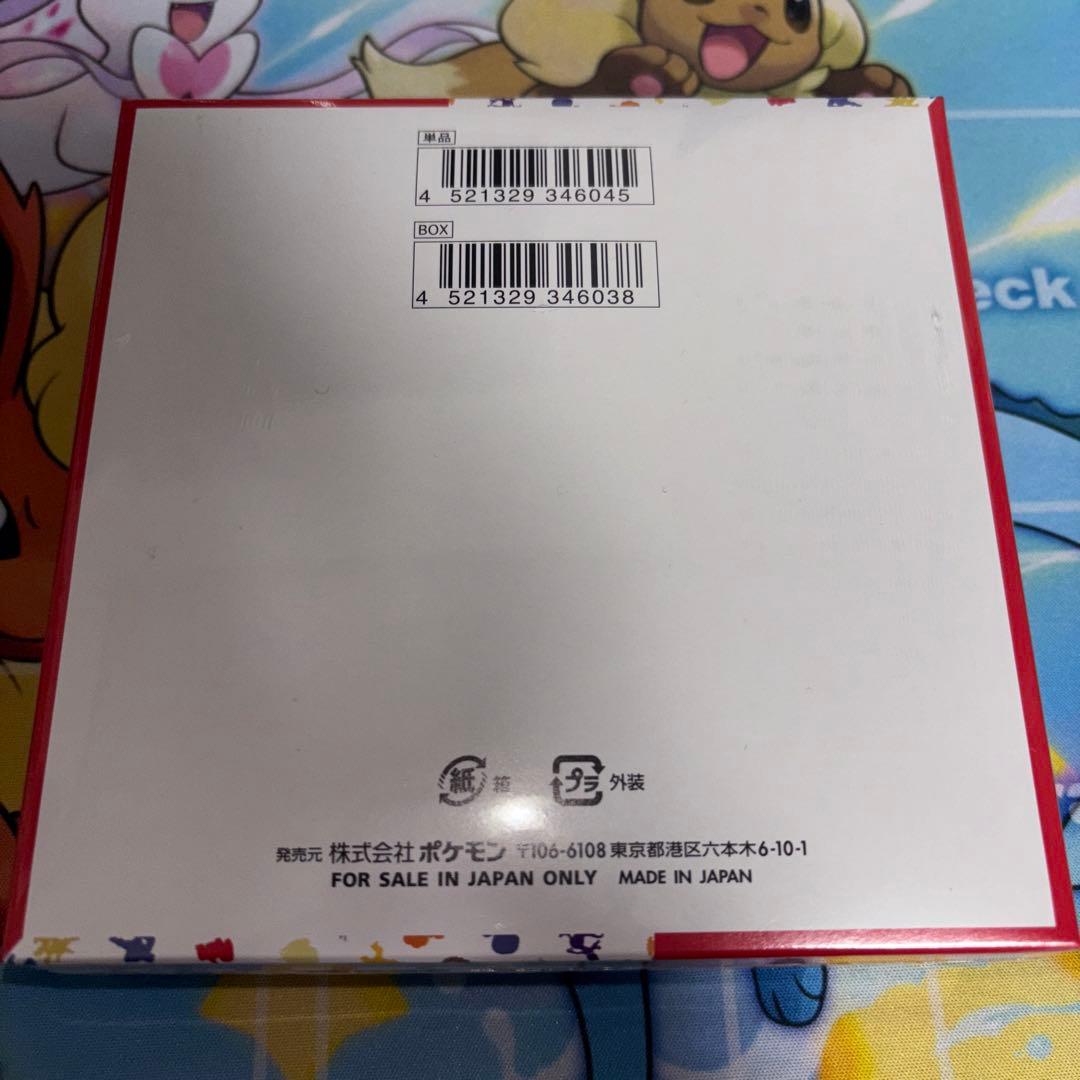 単品
4 521329 346045
BOX
4 521329 346038
eck
紙 箱
プラ 外装
発売元 株式会社ポケモン 〒106-6108 東京都港区六本木6-10-1
FOR SALE IN JAPAN ONLY MADE IN JAPAN